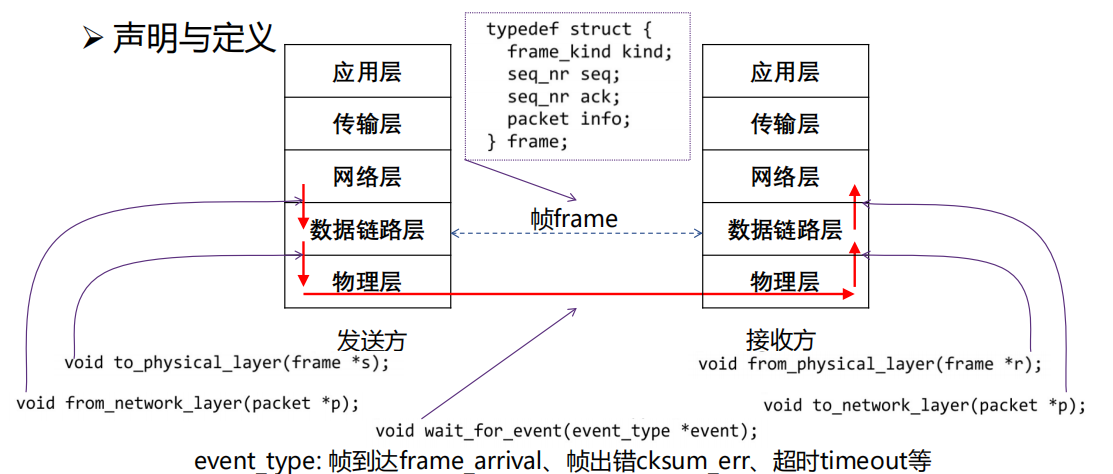 ➢ 声明与定义
typedef struct {
frame_kind kind;
seq_nr seq;
seq_nr ack;
packet info;
} frame;
应用层
传输层
网络层
数据链路层
物理层
发送方
帧frame
应用层
传输层
网络层
数据链路层
物理层
接收方
void to_physical_layer(frame *s);
void from_physical_layer(frame *r);
void from_network_layer(packet *p);
void to_network_layer(packet *p);
void wait_for_event(event_type *event);
event_type: 帧到达frame_arrival、帧出错cksum_err、超时timeout等